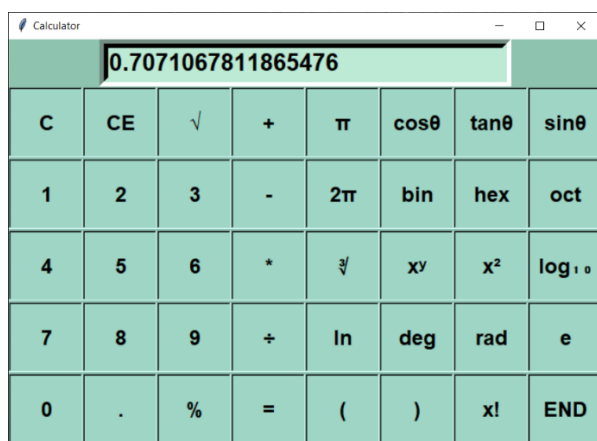 Calculator
0.7071067811865476
C CE √ + π cosθ tanθ sinθ
1 2 3 - 2π bin hex oct
4 5 6 * ∛ xʸ x² log₁₀
7 8 9 ÷ ln deg rad e
0 . % = ( ) x! END